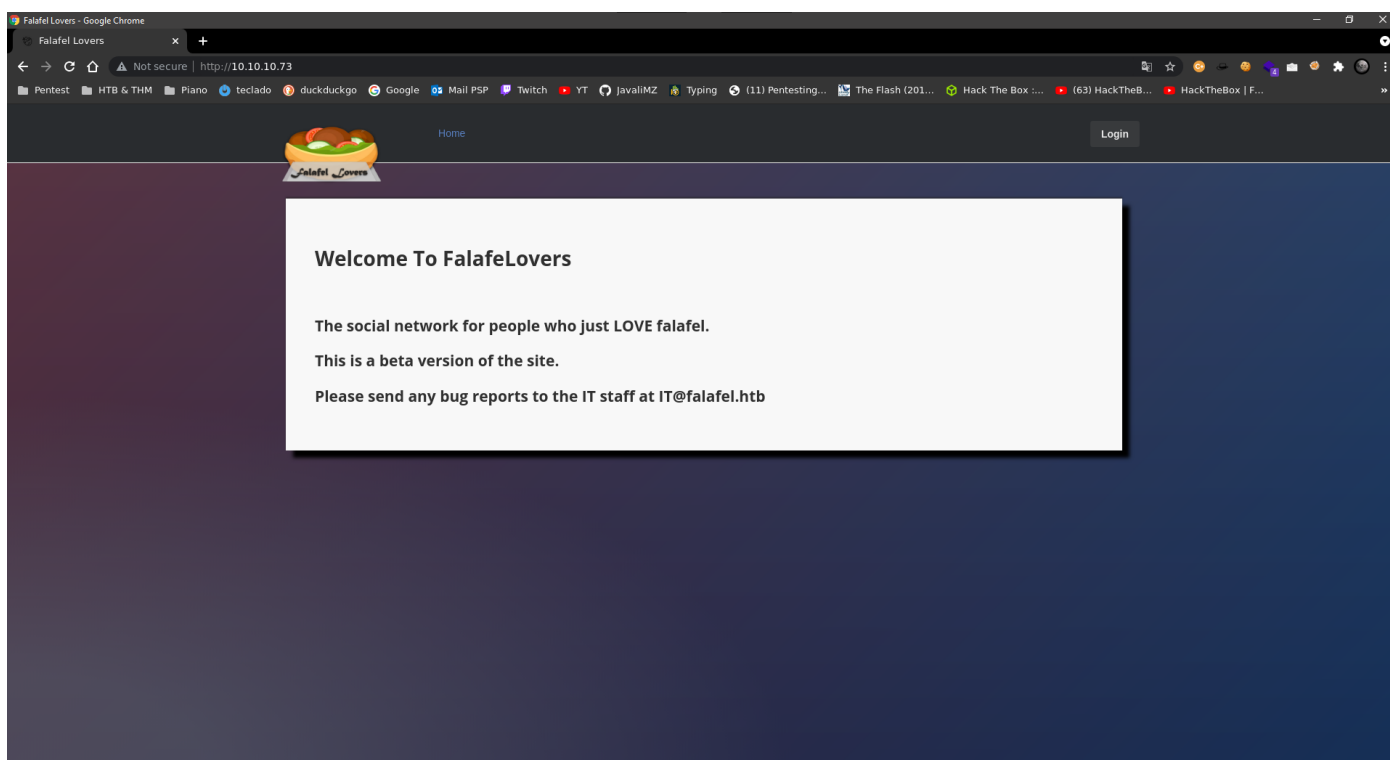 Falafel Lovers - Google Chrome
Falafel Lovers
Not secure | http://10.10.10.73
Pentest HTB & THM Piano teclado duckduckgo Google Mail PSP Twitch YT JavaliMZ Typing (11) Pentesting... The Flash (201... Hack The Box :... (63) HackTheB... HackTheBox | F... »
Falafel Lovers
Home
Login
Welcome To FalafeLovers
The social network for people who just LOVE falafel.
This is a beta version of the site.
Please send any bug reports to the IT staff at IT@falafel.htb